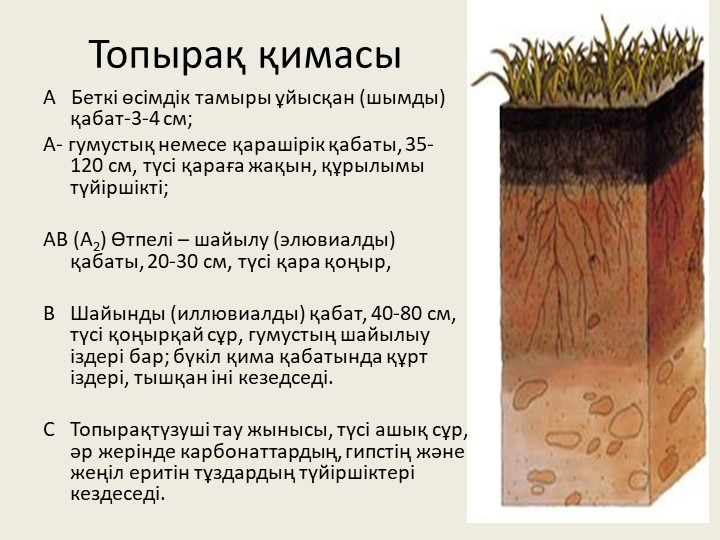 Топырақ қимасы
А Беткі өсімдік тамыры ұйысқан (шымды)
қабат-3-4 см;
А- гумустық немесе қарашірік қабаты, 35-
120 см, түсі қараға жақын, құрылымы
түйіршікті;
АВ (А₂) Өтпелі – шайылу (элювиалды)
қабаты, 20-30 см, түсі қара қоңыр,
В Шайынды (иллювиалды) қабат, 40-80 см,
түсі қоңырқай сұр, гумустың шайылыу
іздері бар; бүкіл қима қабатында құрт
іздері, тышқан іні кезедседі.
С Топырақтүзуші тау жынысы, түсі ашық сұр,
әр жерінде карбонаттардың, гипстің және
жеңіл еритін тұздардың түйіршіктері
кездеседі.